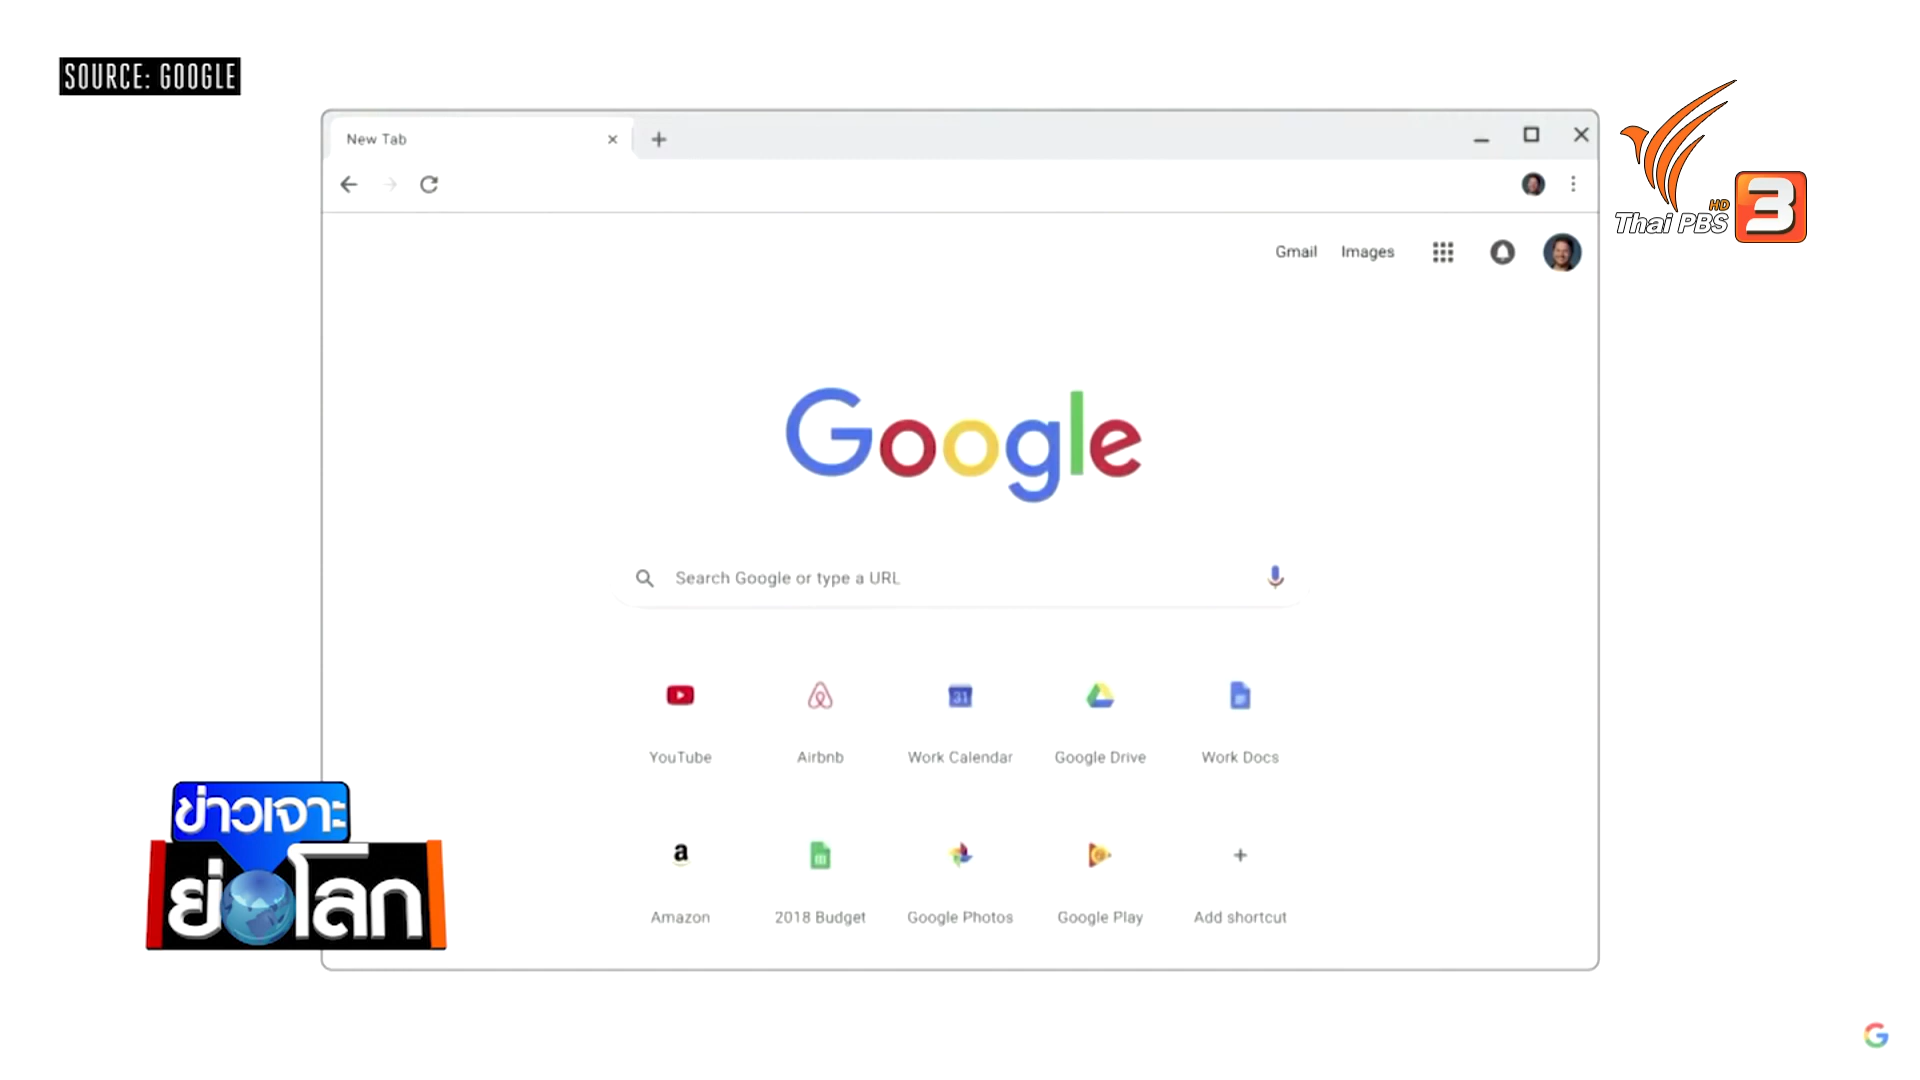 SOURCE: GOOGLE
New Tab
Thai PBS HD 3
Gmail Images
Google
Search Google or type a URL
31
YouTube Airbnb Work Calendar Google Drive Work Docs
a
Amazon 2018 Budget Google Photos Google Play Add shortcut
ข่าวเจาะ
ย่อโลก
G